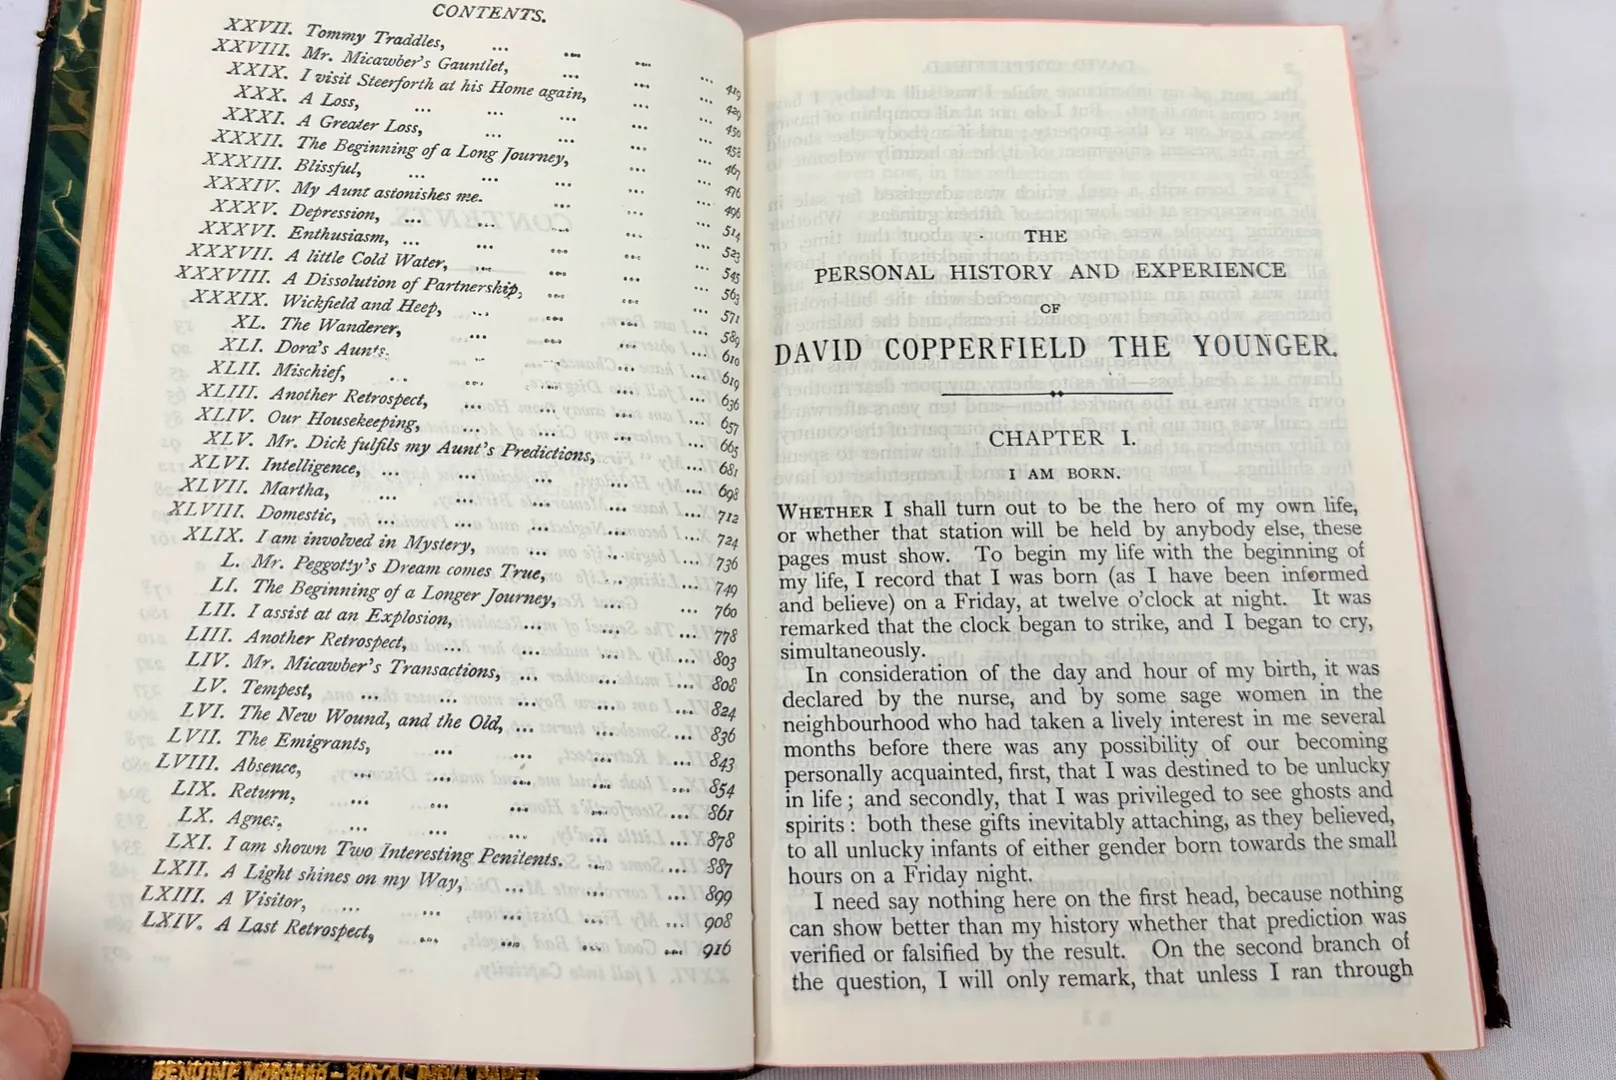 CONTENTS.
XXVII. Tommy Traddles, ... ... ... ... 419
XXVIII. Mr. Micawber's Gauntlet, ... ... ... 429
XXIX. I visit Steerforth at his Home again, ... ... 450
XXX. A Loss, ... ... ... ... ... 458
XXXI. A Greater Loss, ... ... ... ... 467
XXXII. The Beginning of a Long Journey, ... ... 476
XXXIII. Blissful, ... ... ... ... ... 496
XXXIV. My Aunt astonishes me. ... ... ... 514
XXXV. Depression, ... ... ... ... ... 523
XXXVI. Enthusiasm, ... ... ... ... ... 545
XXXVII. A little Cold Water, ... ... ... ... 563
XXXVIII. A Dissolution of Partnership, ... ... ... 571
XXXIX. Wickfield and Heep, ... ... ... ... 589
XL. The Wanderer, ... ... ... ... 610
XLI. Dora's Aunts. ... ... ... ... 619
XLII. Mischief, ... ... ... ... ... 636
XLIII. Another Retrospect, ... ... ... ... 657
XLIV. Our Housekeeping, ... ... ... ... 665
XLV. Mr. Dick fulfils my Aunt's Predictions, ... ... 681
XLVI. Intelligence, ... ... ... ... ... 698
XLVII. Martha, ... ... ... ... ... 712
XLVIII. Domestic, ... ... ... ... ... 724
XLIX. I am involved in Mystery, ... ... ... 736
L. Mr. Peggotty's Dream comes True, ... ... 749
LI. The Beginning of a Longer Journey, ... ... 760
LII. I assist at an Explosion, ... ... ... 778
LIII. Another Retrospect, ... ... ... ... 803
LIV. Mr. Micawber's Transactions, ... ... ... 808
LV. Tempest, ... ... ... ... ... 824
LVI. The New Wound, and the Old, ... ... ... 836
LVII. The Emigrants, ... ... ... ... 843
LVIII. Absence, ... ... ... ... ... 854
LIX. Return, ... ... ... ... ... 861
LX. Agnes, ... ... ... ... ... 878
LXI. I am shown Two Interesting Penitents. ... ... 887
LXII. A Light shines on my Way, ... ... ... 899
LXIII. A Visitor, ... ... ... ... ... 908
LXIV. A Last Retrospect, ... ... ... ... 916
GENUINE MOROCCO – ROYAL INDIA PAPER
THE
PERSONAL HISTORY AND EXPERIENCE
OF
DAVID COPPERFIELD THE YOUNGER.
CHAPTER I.
I AM BORN.
WHETHER I shall turn out to be the hero of my own life,
or whether that station will be held by anybody else, these
pages must show. To begin my life with the beginning of
my life, I record that I was born (as I have been informed
and believe) on a Friday, at twelve o'clock at night. It was
remarked that the clock began to strike, and I began to cry,
simultaneously.
In consideration of the day and hour of my birth, it was
declared by the nurse, and by some sage women in the
neighbourhood who had taken a lively interest in me several
months before there was any possibility of our becoming
personally acquainted, first, that I was destined to be unlucky
in life ; and secondly, that I was privileged to see ghosts and
spirits : both these gifts inevitably attaching, as they believed,
to all unlucky infants of either gender born towards the small
hours on a Friday night.
I need say nothing here on the first head, because nothing
can show better than my history whether that prediction was
verified or falsified by the result. On the second branch of
the question, I will only remark, that unless I ran through